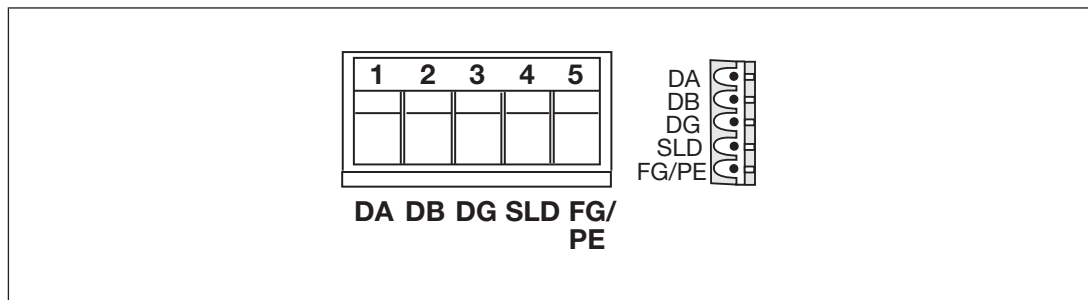 1 2 3 4 5
DA DB DG SLD FG/
PE
DA
DB
DG
SLD
FG/PE